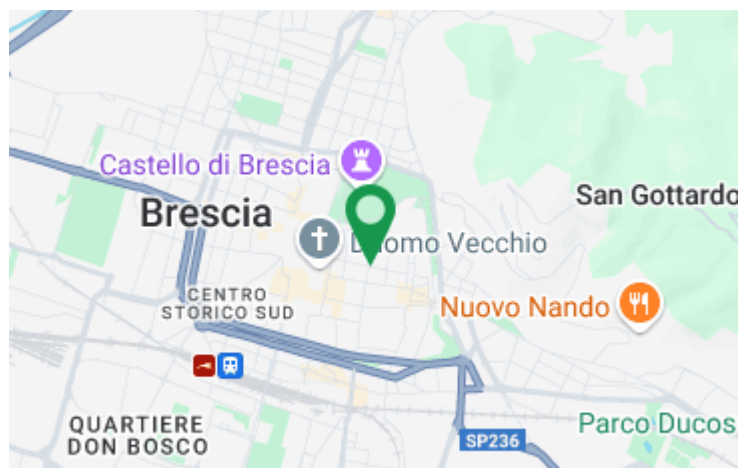 Castello di Brescia
San Gottardo
Brescia
Duomo Vecchio
CENTRO
STORICO SUD
Nuovo Nando
QUARTIERE
DON BOSCO
Parco Ducos
SP236